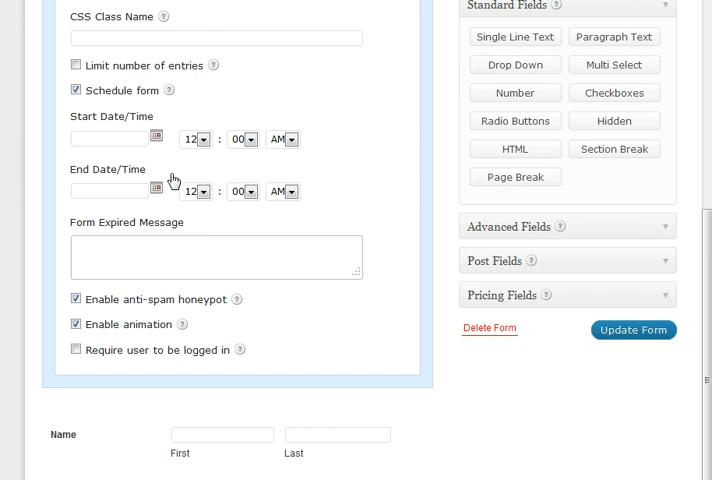 CSS Class Name ?
Limit number of entries ?
Schedule form ?
Start Date/Time
12 : 00 AM
End Date/Time
12 : 00 AM
Form Expired Message
Enable anti-spam honeypot ?
Enable animation ?
Require user to be logged in ?
Name
First Last
Standard Fields ?
Single Line Text Paragraph Text
Drop Down Multi Select
Number Checkboxes
Radio Buttons Hidden
HTML Section Break
Page Break
Advanced Fields ?
Post Fields ?
Pricing Fields ?
Delete Form Update Form